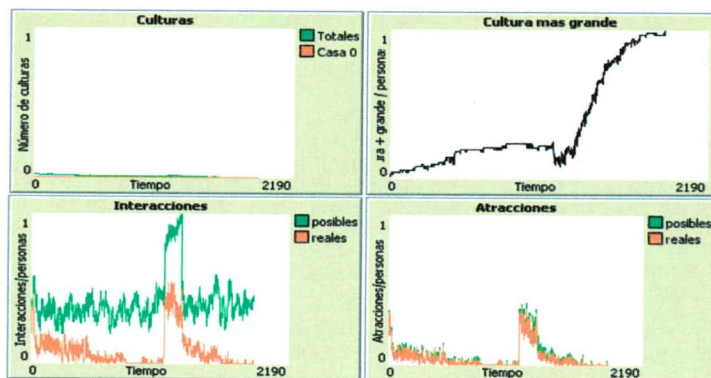 Culturas
1
Número de culturas
0
0
Tiempo
2190
Totales
Casa 0
Cultura mas grande
1
ura + grande / persona:
0
0
Tiempo
2190
Interacciones
1
Interacciones/personas
0
0
Tiempo
2190
posibles
reales
Atracciones
1
Atracciones/personas
0
0
Tiempo
2190
posibles
reales